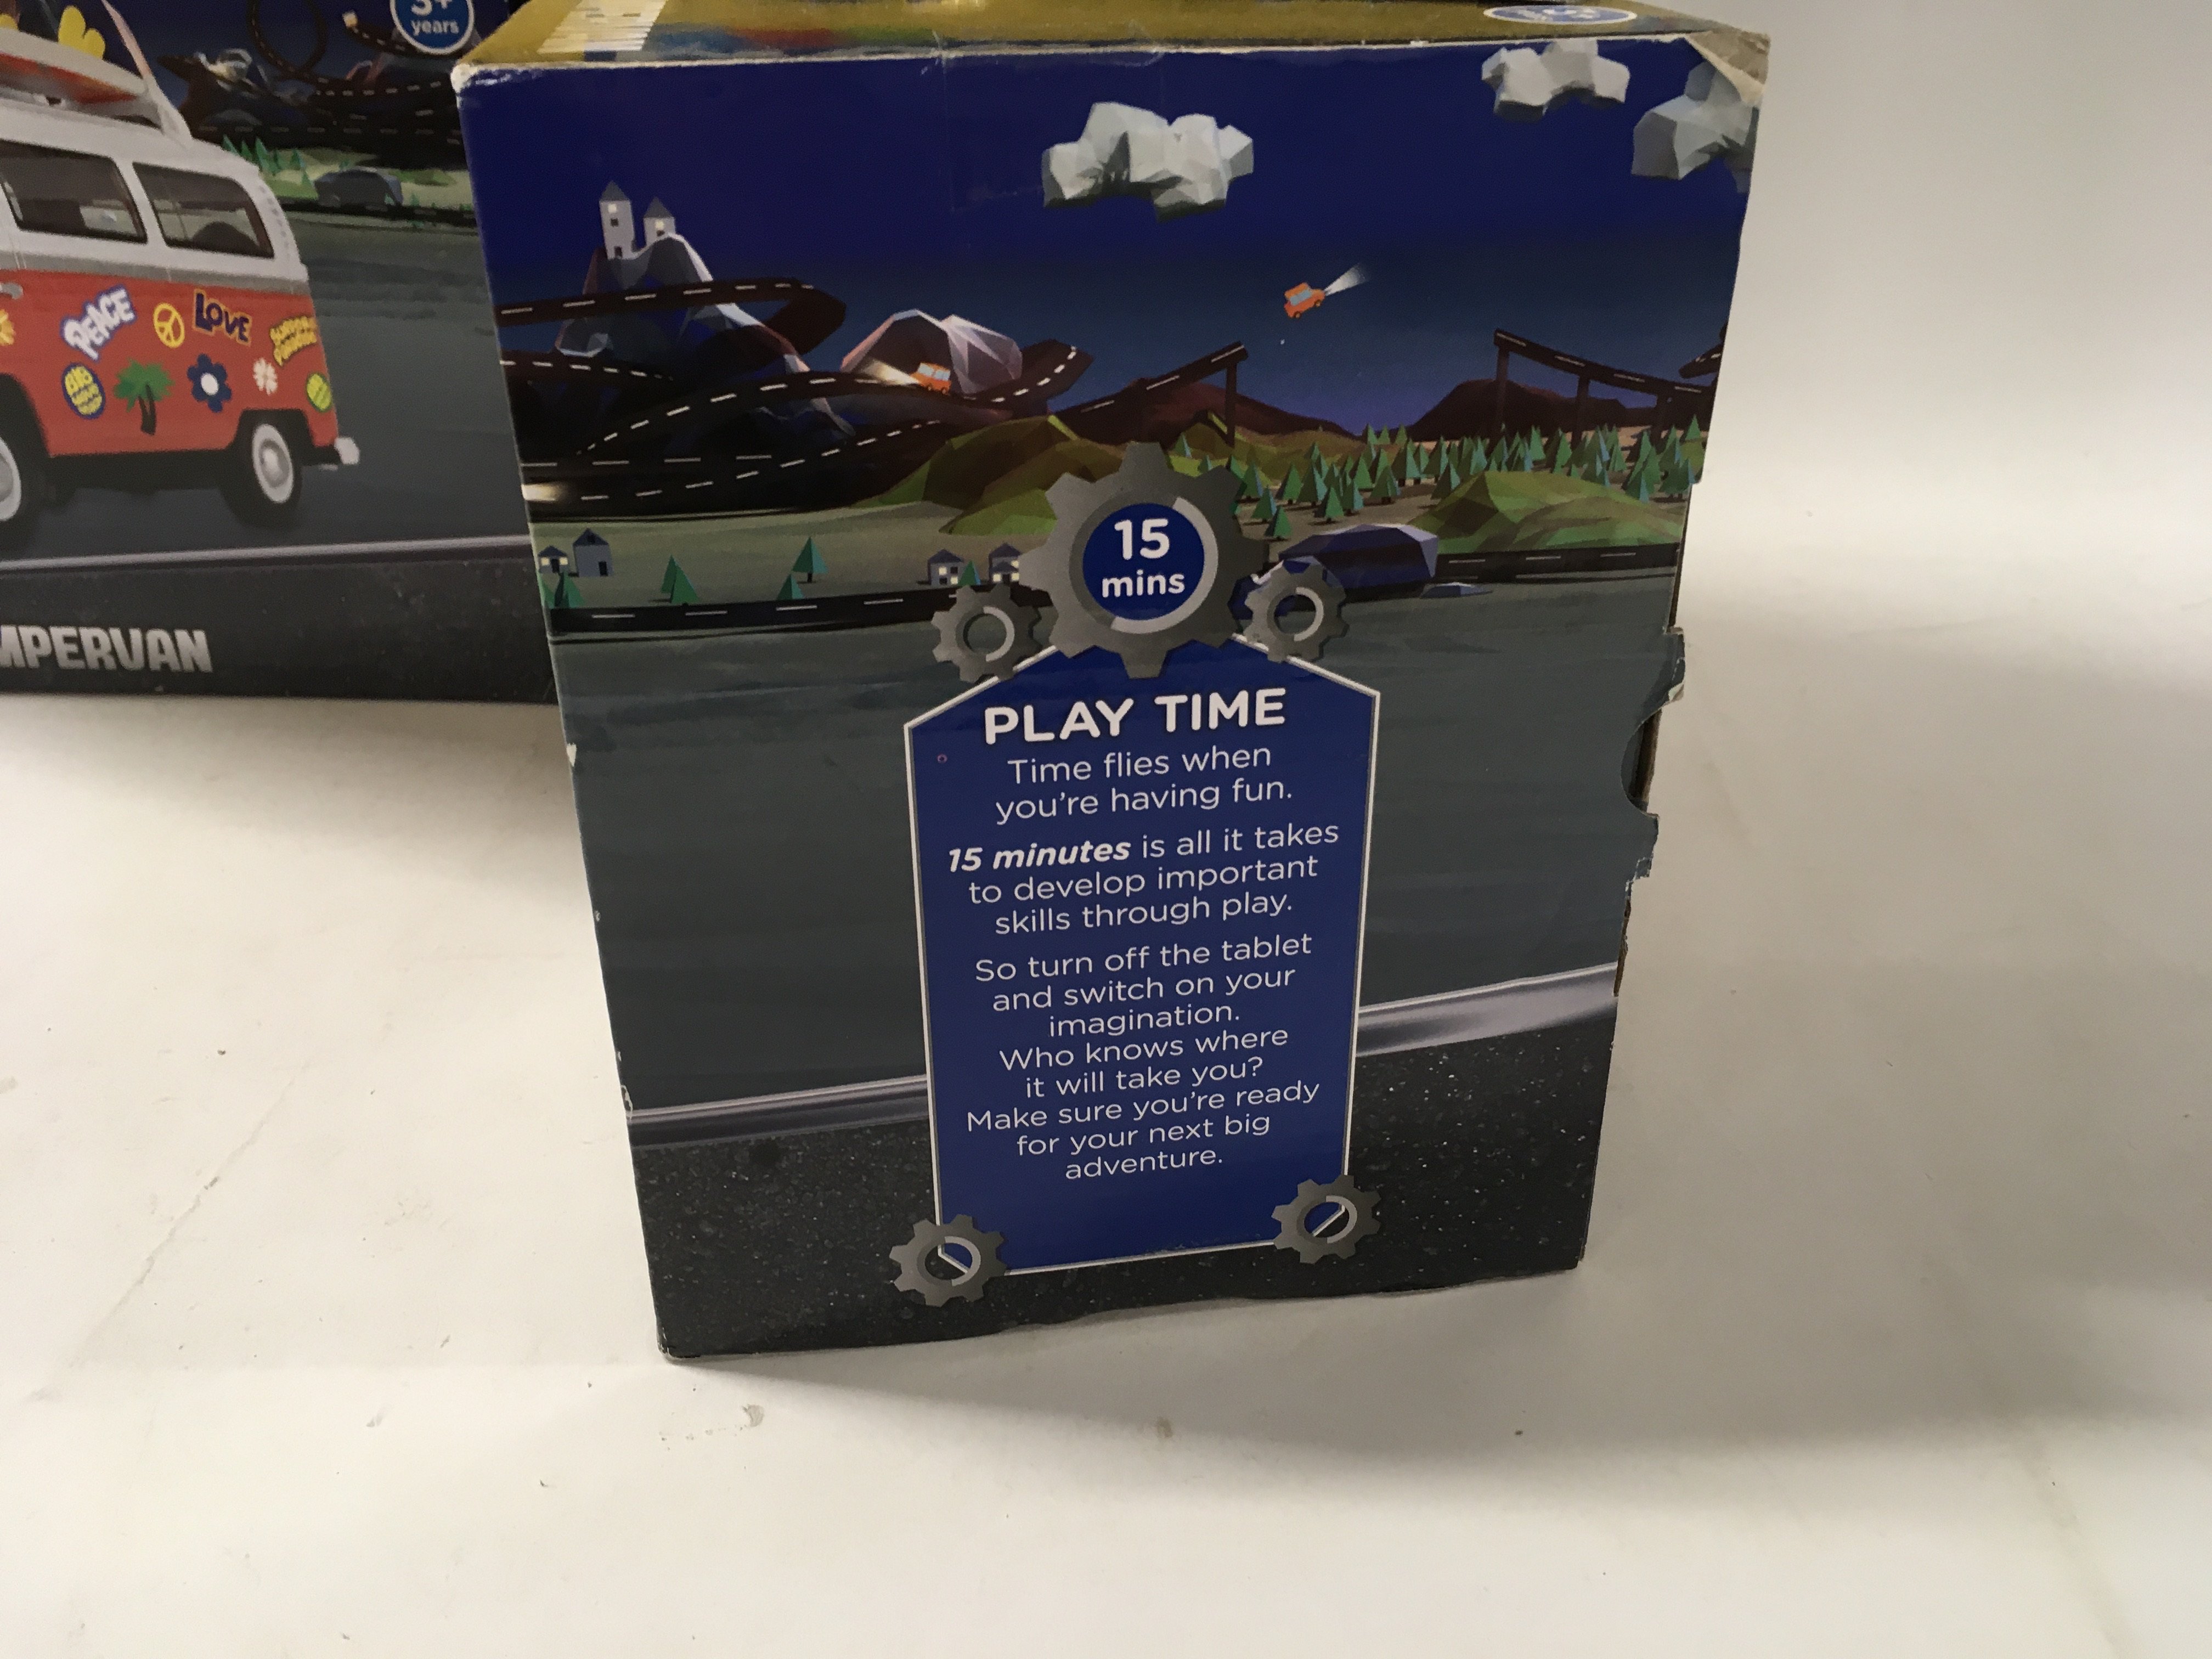 3+
years
PEACE
LOVE
MPERVAN
15
mins
PLAY TIME
Time flies when
you're having fun.
15 minutes is all it takes
to develop important
skills through play.
So turn off the tablet
and switch on your
imagination.
Who knows where
it will take you?
Make sure you're ready
for your next big
adventure.